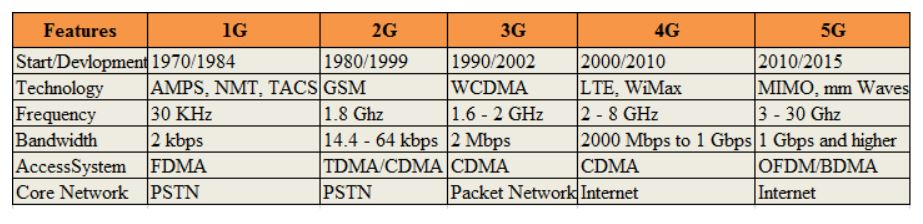 Features 1G 2G 3G 4G 5G
Start/Devlopment 1970/1984 1980/1999 1990/2002 2000/2010 2010/2015
Technology AMPS, NMT, TACS GSM WCDMA LTE, WiMax MIMO, mm Waves
Frequency 30 KHz 1.8 Ghz 1.6 - 2 GHz 2 - 8 GHz 3 - 30 Ghz
Bandwidth 2 kbps 14.4 - 64 kbps 2 Mbps 2000 Mbps to 1 Gbps 1 Gbps and higher
AccessSystem FDMA TDMA/CDMA CDMA CDMA OFDM/BDMA
Core Network PSTN PSTN Packet Network Internet Internet